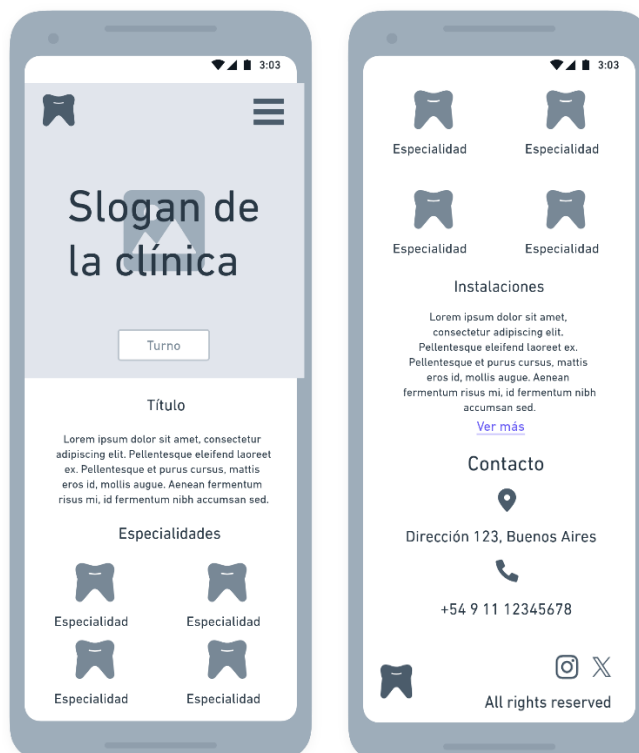 3:03
Slogan de
la clínica
Turno
Título
Lorem ipsum dolor sit amet, consectetur
adipiscing elit. Pellentesque eleifend laoreet
ex. Pellentesque et purus cursus, mattis
eros id, mollis augue. Aenean fermentum
risus mi, id fermentum nibh accumsan sed.
Especialidades
Especialidad Especialidad
Especialidad Especialidad
3:03
Especialidad Especialidad
Especialidad Especialidad
Instalaciones
Lorem ipsum dolor sit amet,
consectetur adipiscing elit.
Pellentesque eleifend laoreet ex.
Pellentesque et purus cursus, mattis
eros id, mollis augue. Aenean
fermentum risus mi, id fermentum nibh
accumsan sed.
Ver más
Contacto
Dirección 123, Buenos Aires
+54 9 11 12345678
All rights reserved